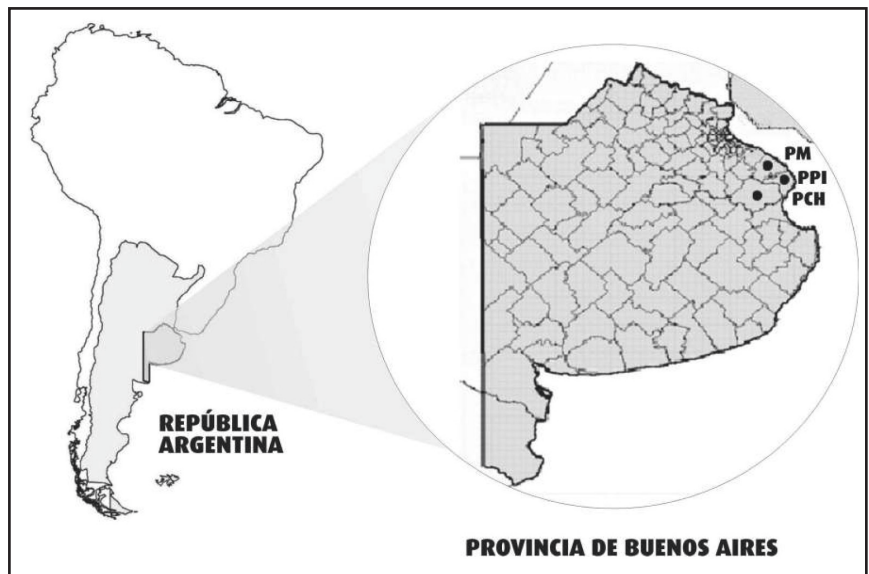 PM
PPI
PCH
REPÚBLICA
ARGENTINA
PROVINCIA DE BUENOS AIRES